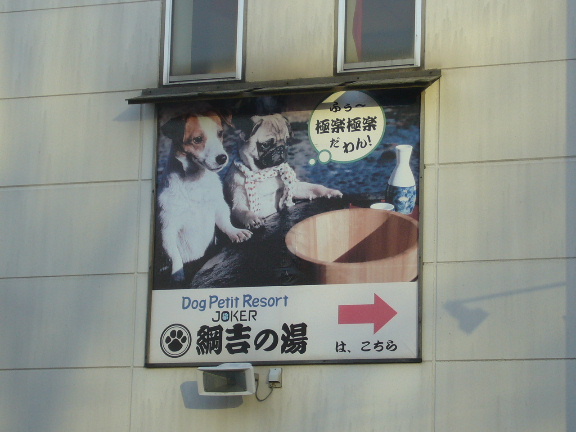 ふぅ〜
極楽極楽
だわん!
Dog Petit Resort
JOKER
綱吉の湯
は、こちら